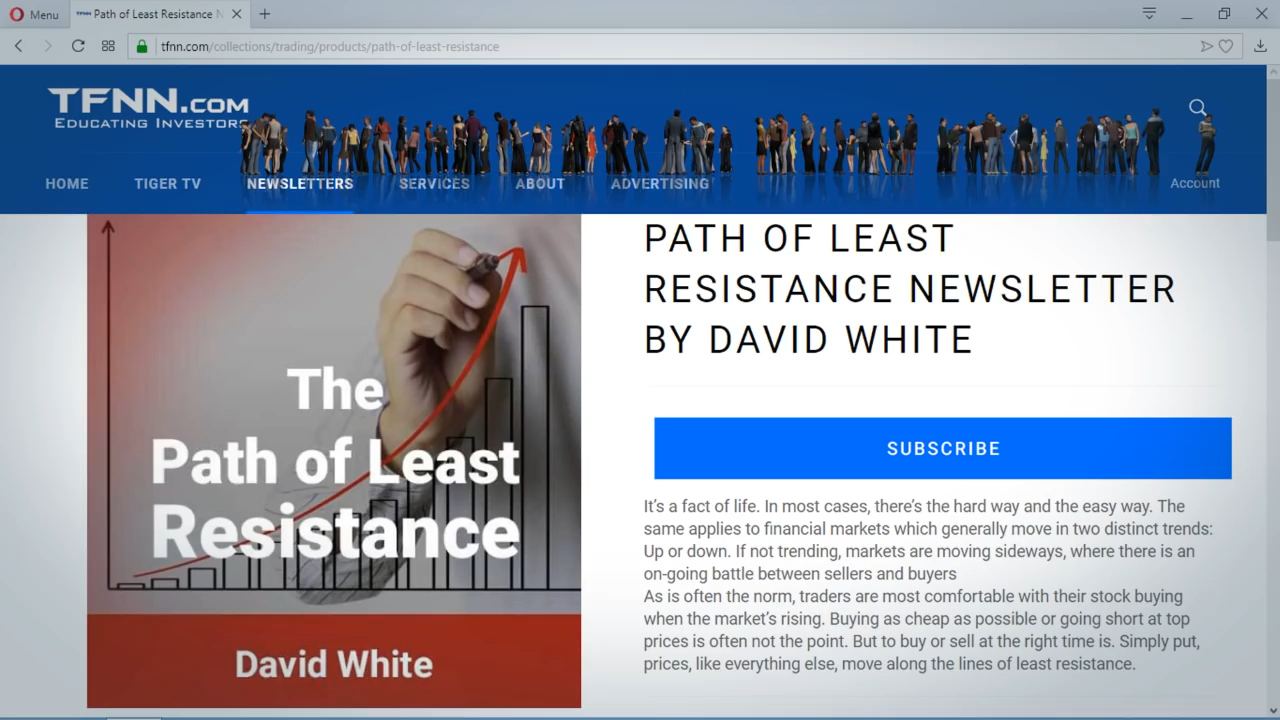 Menu
Path of Least Resistance N
tfnn.com/collections/trading/products/path-of-least-resistance
TFNN.COM
EDUCATING INVESTORS
HOME
TIGER TV
NEWSLETTERS
SERVICES
ABOUT
ADVERTISING
Account
The
Path of Least
Resistance
David White
PATH OF LEAST
RESISTANCE NEWSLETTER
BY DAVID WHITE
SUBSCRIBE
It's a fact of life. In most cases, there's the hard way and the easy way. The
same applies to financial markets which generally move in two distinct trends:
Up or down. If not trending, markets are moving sideways, where there is an
on-going battle between sellers and buyers
As is often the norm, traders are most comfortable with their stock buying
when the market's rising. Buying as cheap as possible or going short at top
prices is often not the point. But to buy or sell at the right time is. Simply put,
prices, like everything else, move along the lines of least resistance.